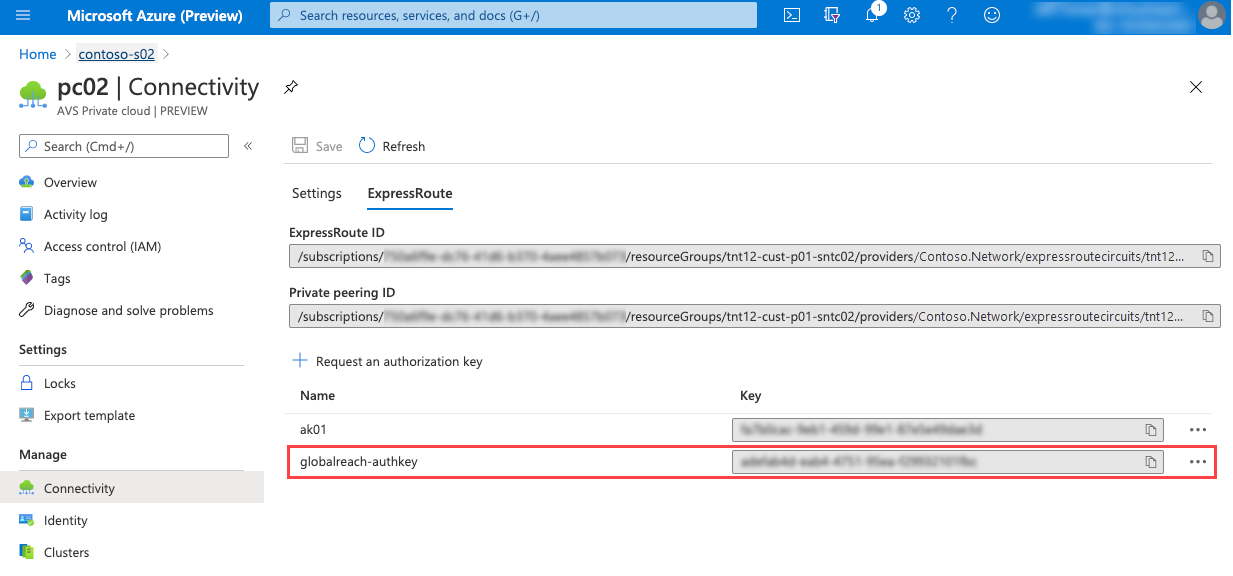 Microsoft Azure (Preview)
Search resources, services, and docs (G+/)
1
Home > contoso-s02 >
pc02 | Connectivity
AVS Private cloud | PREVIEW
Search (Cmd+/)
«
Overview
Activity log
Access control (IAM)
Tags
Diagnose and solve problems
Settings
Locks
Export template
Manage
Connectivity
Identity
Clusters
Save
Refresh
Settings
ExpressRoute
ExpressRoute ID
/subscriptions/ /resourceGroups/tnt12-cust-p01-sntc02/providers/Contoso.Network/expressroutecircuits/tnt12...
Private peering ID
/subscriptions/ /resourceGroups/tnt12-cust-p01-sntc02/providers/Contoso.Network/expressroutecircuits/tnt12...
+ Request an authorization key
Name
Key
ak01
globalreach-authkey